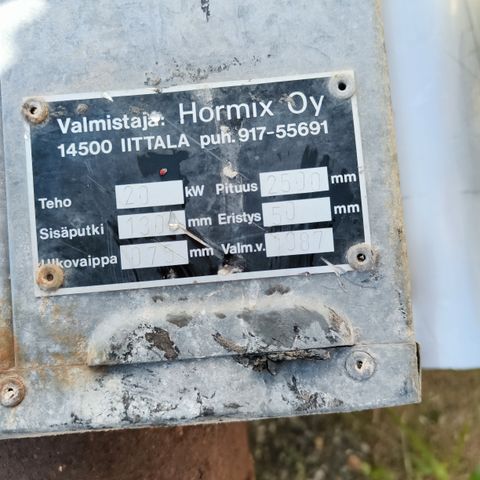 Valmistaja: Hormix Oy
14500 IITTALA puh. 917-55691
Teho 20 kW Pituus 2500 mm
Sisäputki mm Eristys 50 mm
Ulkovaippa mm Valm.v. 1987